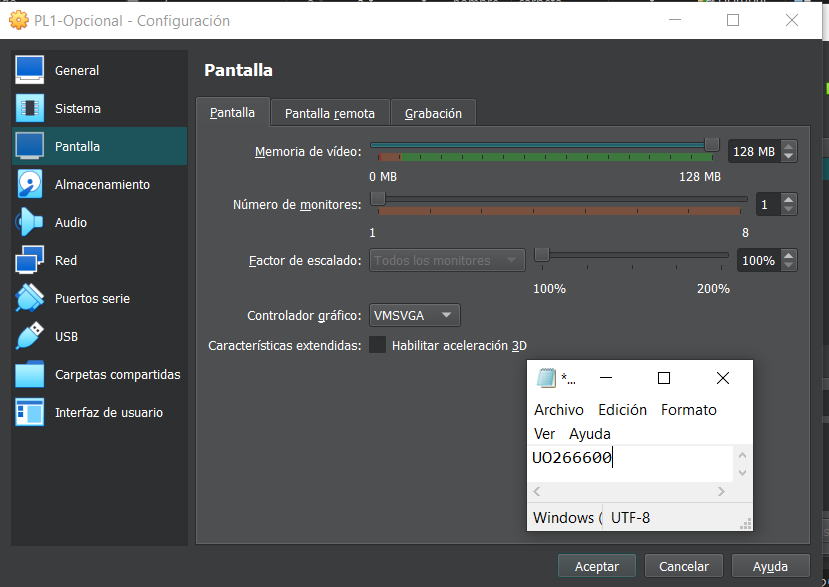 PL1-Opcional - Configuración
General
Sistema
Pantalla
Almacenamiento
Audio
Red
Puertos serie
USB
Carpetas compartidas
Interfaz de usuario
Pantalla
Pantalla Pantalla remota Grabación
Memoria de vídeo: 128 MB
0 MB 128 MB
Número de monitores: 1
1 8
Factor de escalado: Todos los monitores 100%
100% 200%
Controlador gráfico: VMSVGA
Características extendidas: Habilitar aceleración 3D
*...
Archivo Edición Formato
Ver Ayuda
UO266600
Windows ( UTF-8
Aceptar Cancelar Ayuda